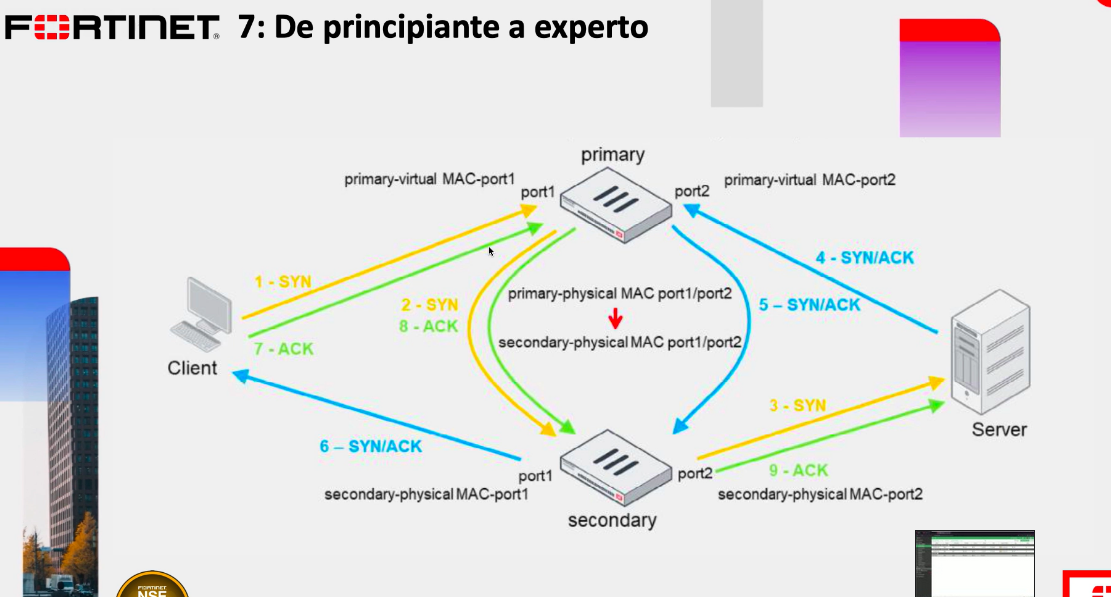 FORTINET® 7: De principiante a experto
primary
primary-virtual MAC-port1
port1
port2
primary-virtual MAC-port2
1 - SYN
4 - SYN/ACK
2 - SYN
8 - ACK
primary-physical MAC port1/port2
5 – SYN/ACK
7 - ACK
secondary-physical MAC port1/port2
Client
3 - SYN
Server
6 – SYN/ACK
port1
port2
9 - ACK
secondary-physical MAC-port1
secondary-physical MAC-port2
secondary
FORTINET
NSE